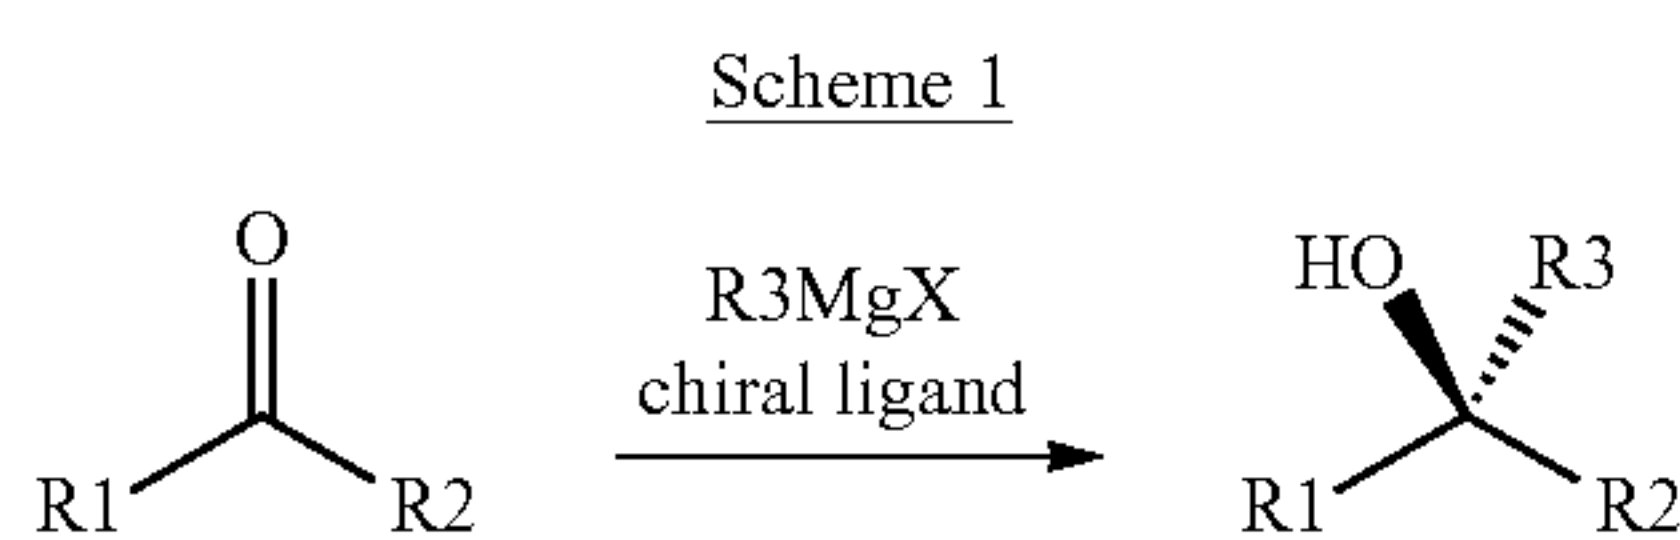 Scheme 1
O
R1
R2
R3MgX
chiral ligand
HO
R3
R1
R2